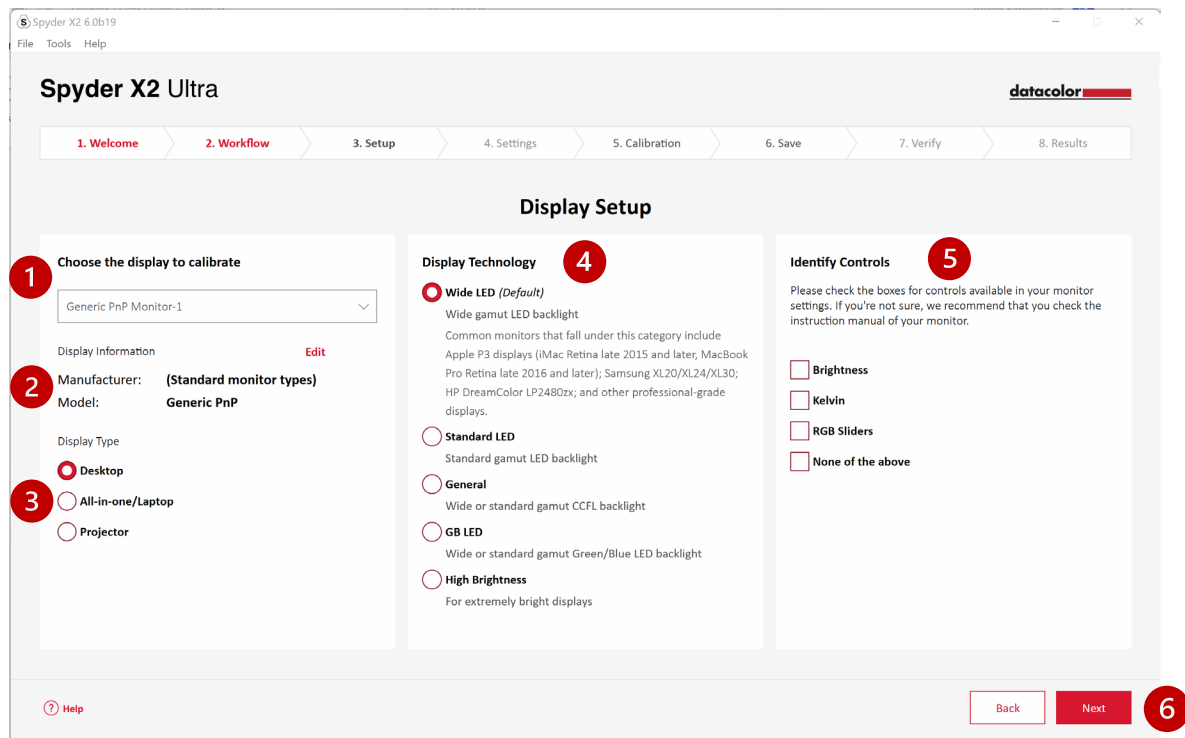 Spyder X2 6.0b19
File Tools Help
Spyder X2 Ultra
datacolor
1. Welcome
2. Workflow
3. Setup
4. Settings
5. Calibration
6. Save
7. Verify
8. Results
Display Setup
1
Choose the display to calibrate
Generic PnP Monitor-1
Display Information Edit
2
Manufacturer: (Standard monitor types)
Model: Generic PnP
Display Type
Desktop
3
All-in-one/Laptop
Projector
Display Technology
4
Wide LED (Default)
Wide gamut LED backlight
Common monitors that fall under this category include
Apple P3 displays (iMac Retina late 2015 and later, MacBook
Pro Retina late 2016 and later); Samsung XL20/XL24/XL30;
HP DreamColor LP2480zx; and other professional-grade
displays.
Standard LED
Standard gamut LED backlight
General
Wide or standard gamut CCFL backlight
GB LED
Wide or standard gamut Green/Blue LED backlight
High Brightness
For extremely bright displays
Identify Controls
5
Please check the boxes for controls available in your monitor
settings. If you're not sure, we recommend that you check the
instruction manual of your monitor.
Brightness
Kelvin
RGB Sliders
None of the above
? Help
Back
Next
6